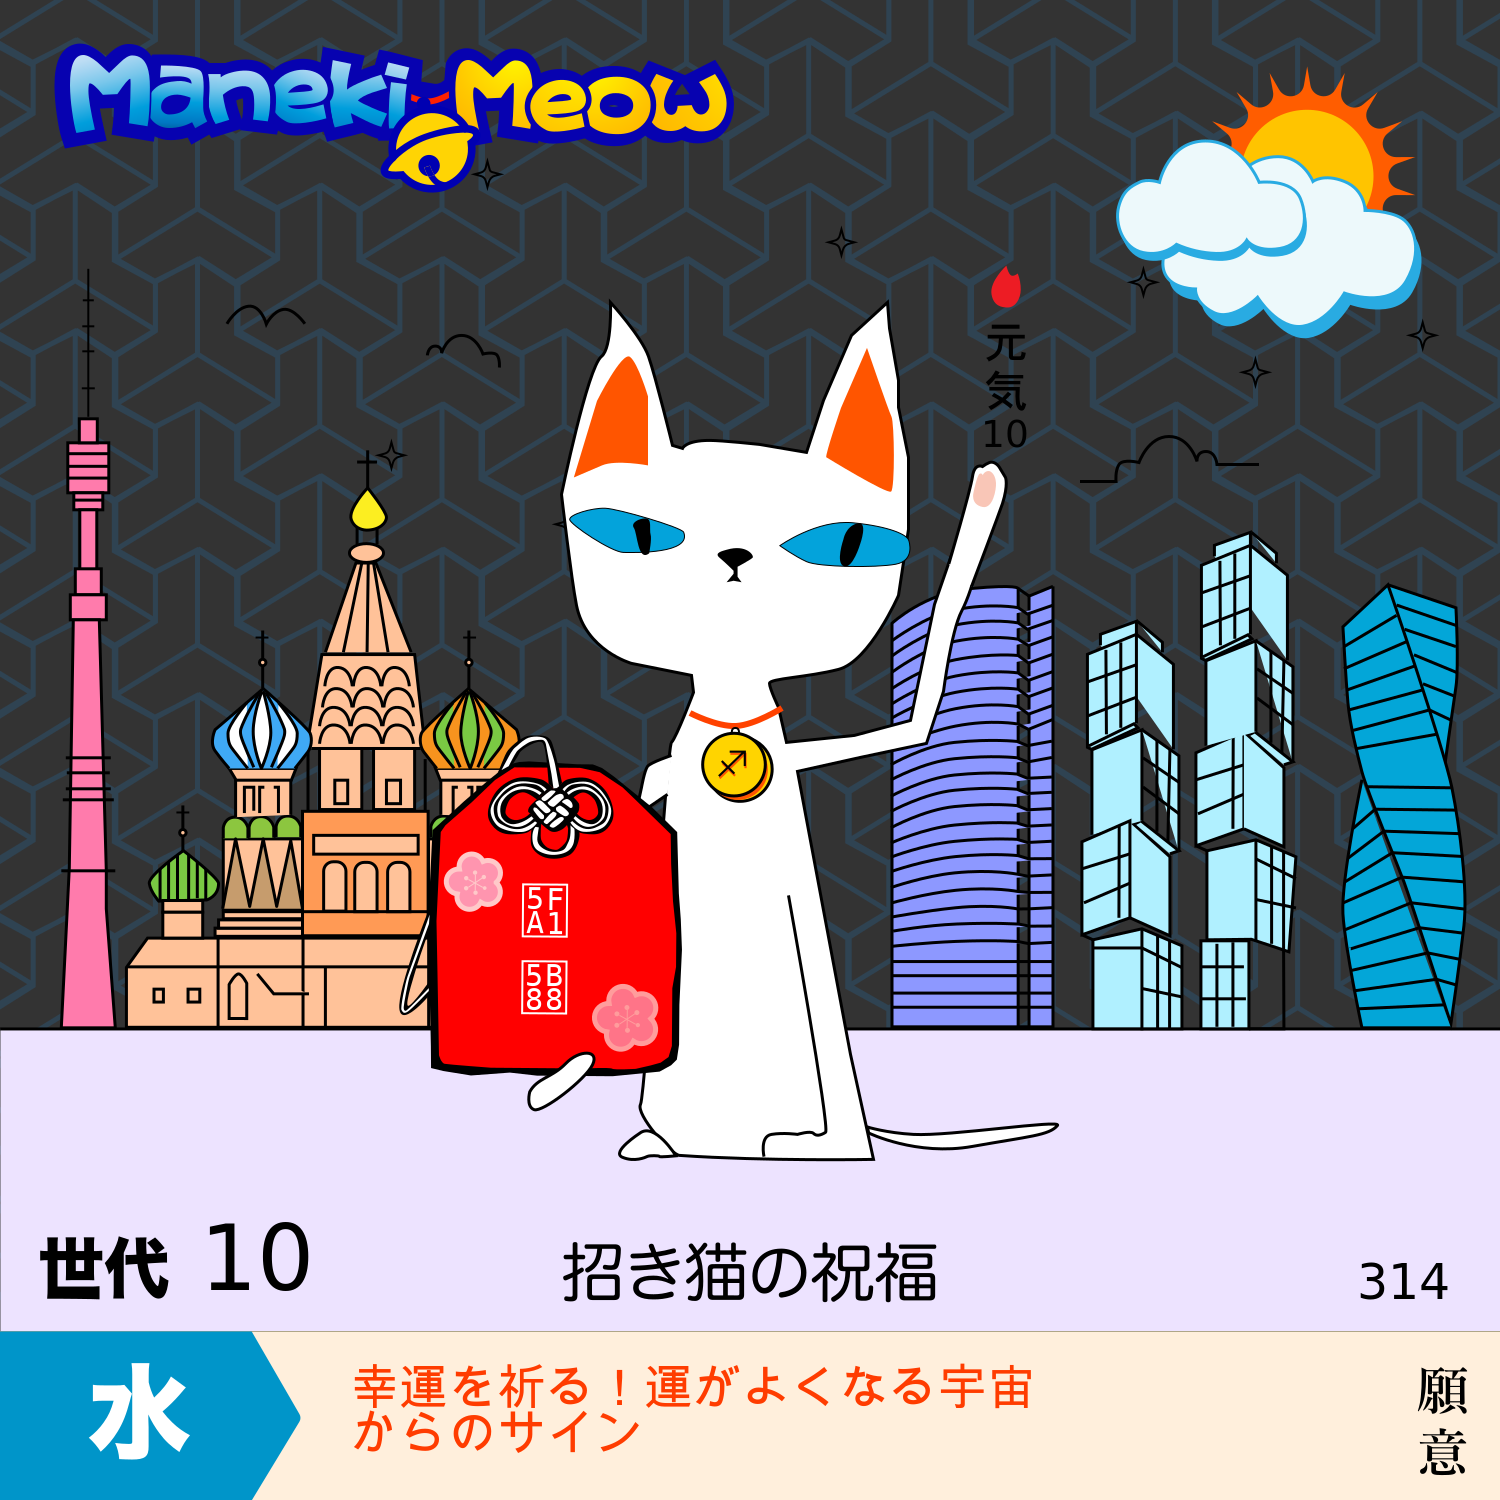 Maneki-Meow
元
気
10
5F
A1
5B
88
世代 10
招き猫の祝福
314
水
幸運を祈る！運がよくなる宇宙
からのサイン
願
意